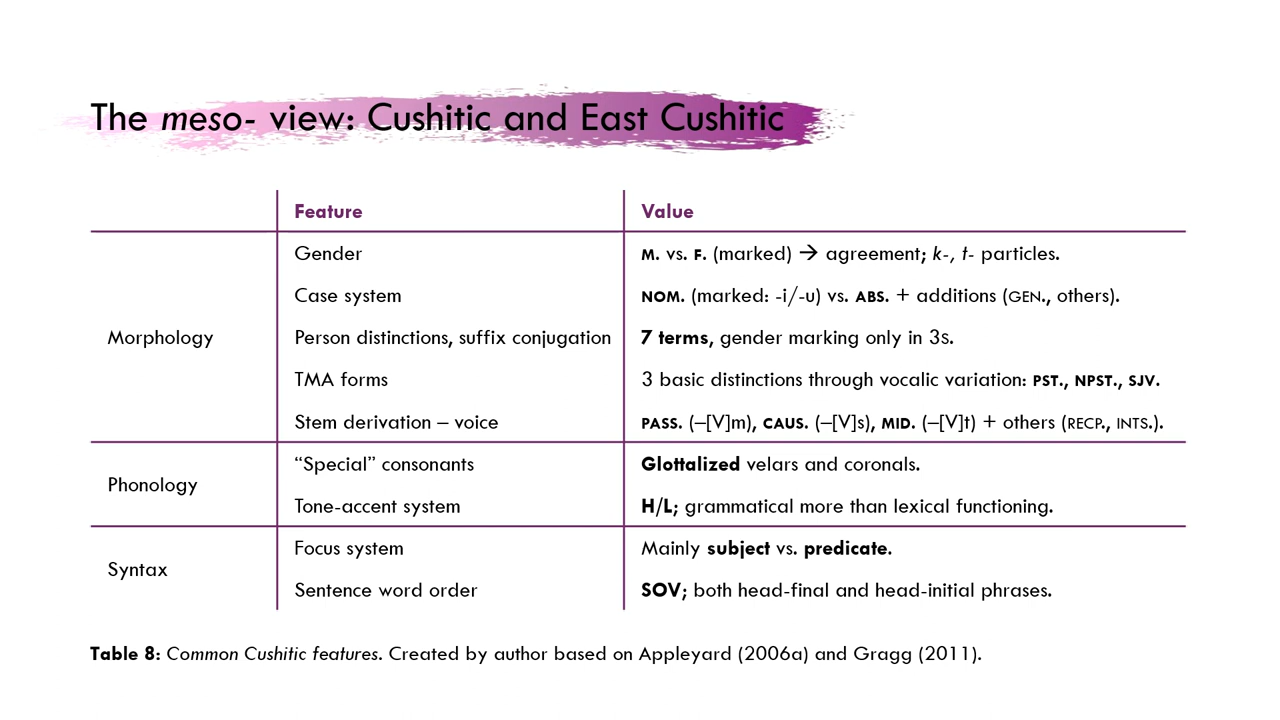 The meso- view: Cushitic and East Cushitic
Feature Value
Morphology
Gender M. vs. F. (marked) → agreement; k-, t- particles.
Case system NOM. (marked: -i/-u) vs. ABS. + additions (GEN., others).
Person distinctions, suffix conjugation 7 terms, gender marking only in 3S.
TMA forms 3 basic distinctions through vocalic variation: PST., NPST., SJV.
Stem derivation – voice PASS. (–[V]m), CAUS. (–[V]s), MID. (–[V]t) + others (RECP., INTS.).
Phonology
“Special” consonants Glottalized velars and coronals.
Tone-accent system H/L; grammatical more than lexical functioning.
Syntax
Focus system Mainly subject vs. predicate.
Sentence word order SOV; both head-final and head-initial phrases.
Table 8: Common Cushitic features. Created by author based on Appleyard (2006a) and Gragg (2011).